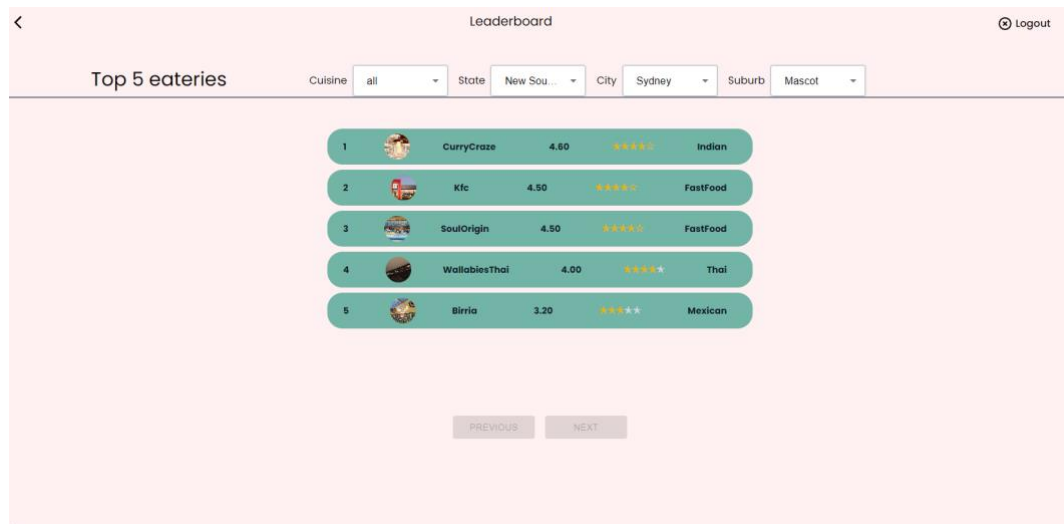 Leaderboard
Logout
Top 5 eateries
Cuisine all State New Sou... City Sydney Suburb Mascot
1 CurryCraze 4.60 Indian
2 Kfc 4.50 FastFood
3 SoulOrigin 4.50 FastFood
4 WallabiesThai 4.00 Thai
5 Birria 3.20 Mexican
PREVIOUS NEXT